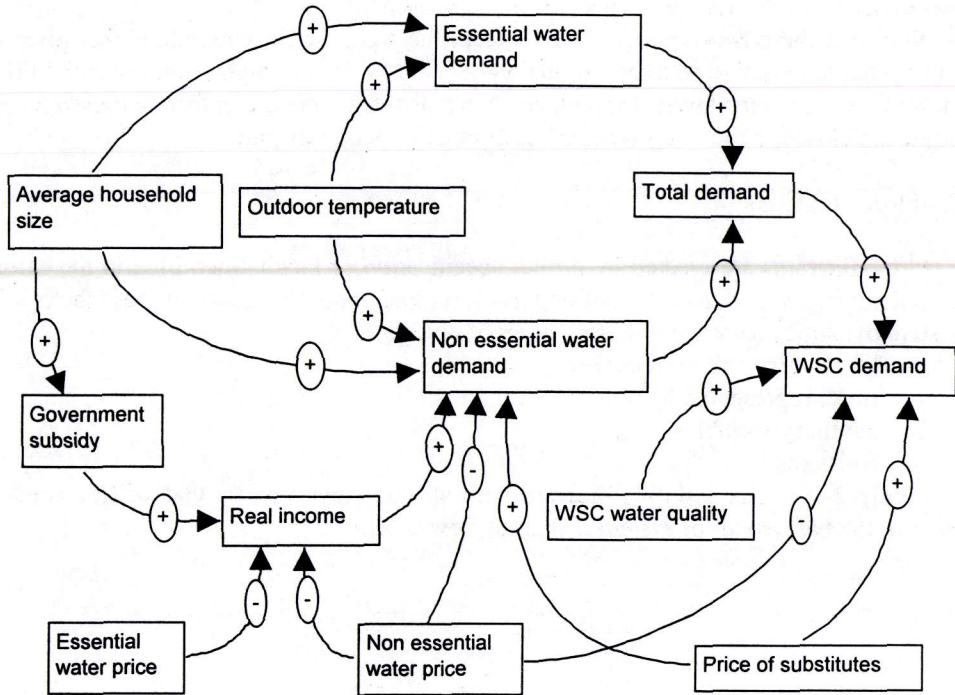 +
Essential water
demand
+
+
Average household
size
Outdoor temperature
Total demand
+
+
+
+
+
Non essential water
demand
WSC demand
+
Government
subsidy
+
-
+
+
+
Real income
WSC water quality
-
-
-
Essential
water price
Non essential
water price
Price of substitutes